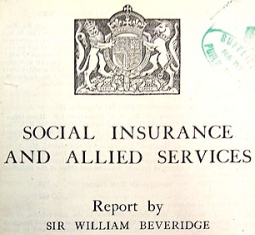 SOCIAL INSURANCE
AND ALLIED SERVICES
Report by
SIR WILLIAM BEVERIDGE